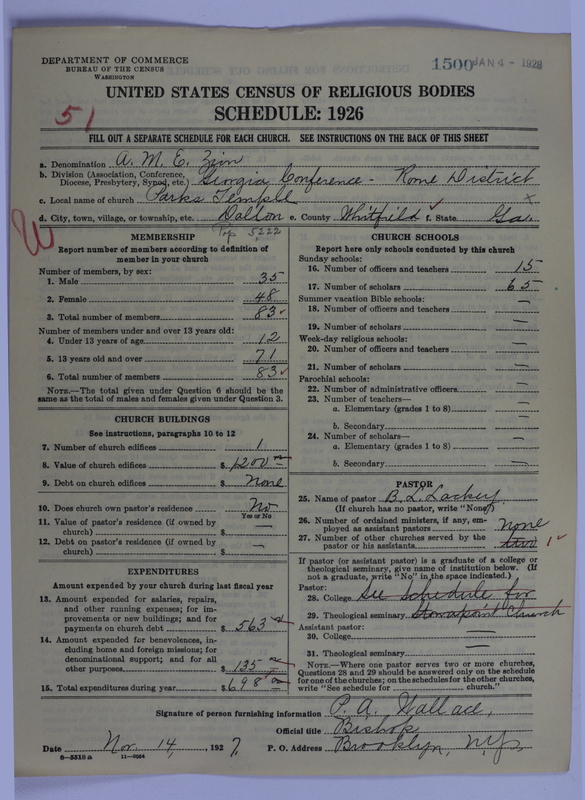 DEPARTMENT OF COMMERCE
BUREAU OF THE CENSUS
WASHINGTON
1500 JAN 4 - 1928
UNITED STATES CENSUS OF RELIGIOUS BODIES
51
SCHEDULE: 1926
FILL OUT A SEPARATE SCHEDULE FOR EACH CHURCH. SEE INSTRUCTIONS ON THE BACK OF THIS SHEET
a. Denomination A. M. E. Zion
b. Division (Association, Conference, Diocese, Presbytery, Synod, etc.) Georgia Conference - Rome District
c. Local name of church Parks Temple x
d. City, town, village, or township, etc. Dalton e. County Whitfield ✓ f. State Ga.
Pop 5222
MEMBERSHIP
Report number of members according to definition of member in your church
Number of members, by sex:
1. Male 35
2. Female 48
3. Total number of members 83 ✓
Number of members under and over 13 years old:
4. Under 13 years of age 12
5. 13 years old and over 71
6. Total number of members 83 ✓
NOTE.—The total given under Question 6 should be the same as the total of males and females given under Question 3.
CHURCH BUILDINGS
See instructions, paragraphs 10 to 12
7. Number of church edifices 1
8. Value of church edifices $ 1200 00
9. Debt on church edifices $ None
10. Does church own pastor's residence? No
Yes or No
11. Value of pastor's residence (if owned by church) $ —
12. Debt on pastor's residence (if owned by church) $ —
EXPENDITURES
Amount expended by your church during last fiscal year
13. Amount expended for salaries, repairs, and other running expenses; for improvements or new buildings; and for payments on church debt $ 563
14. Amount expended for benevolences, including home and foreign missions; for denominational support; and for all other purposes $ 135
15. Total expenditures during year $ 698
CHURCH SCHOOLS
Report here only schools conducted by this church
Sunday schools:
16. Number of officers and teachers 15
17. Number of scholars 65
Summer vacation Bible schools:
18. Number of officers and teachers —
19. Number of scholars —
Week-day religious schools:
20. Number of officers and teachers —
21. Number of scholars —
Parochial schools:
22. Number of administrative officers —
23. Number of teachers—
a. Elementary (grades 1 to 8) —
b. Secondary —
24. Number of scholars—
a. Elementary (grades 1 to 8) —
b. Secondary —
PASTOR
25. Name of pastor B. L. Lackey
(If church has no pastor, write "None")
26. Number of ordained ministers, if any, employed as assistant pastors None
27. Number of other churches served by the pastor or his assistants two 1 ✓
If pastor (or assistant pastor) is a graduate of a college or theological seminary, give name of institution below. (If not a graduate, write "No" in the space indicated.)
Pastor:
28. College See Schedule for
29. Theological seminary Church
Assistant pastor:
30. College —
31. Theological seminary —
NOTE.—Where one pastor serves two or more churches, Questions 28 and 29 should be answered only on the schedule for one of the churches; on the schedules for the other churches, write "See schedule for ____ church."
Signature of person furnishing information P. A. Wallace,
Official title Bishop
Date Nov. 14, 1927. P. O. Address Brooklyn, N.Y.
8—5518 a 11—9064